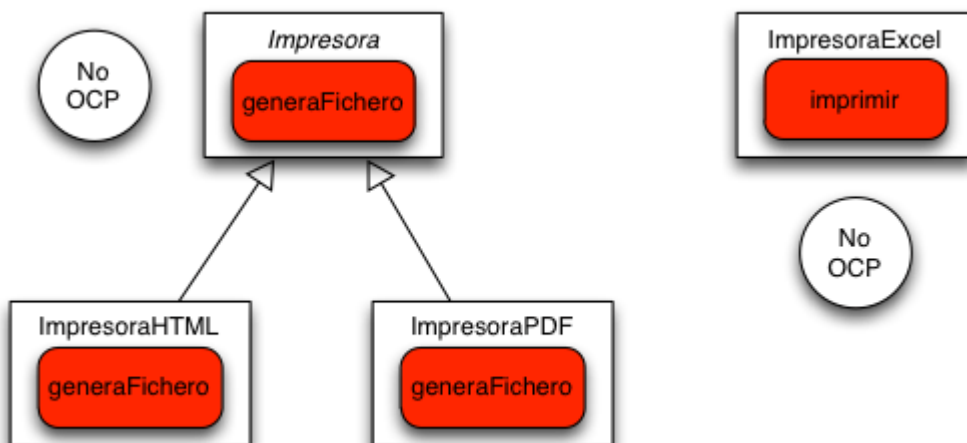 No
OCP
Impresora
generaFichero
ImpresoraExcel
imprimir
No
OCP
ImpresoraHTML
generaFichero
ImpresoraPDF
generaFichero